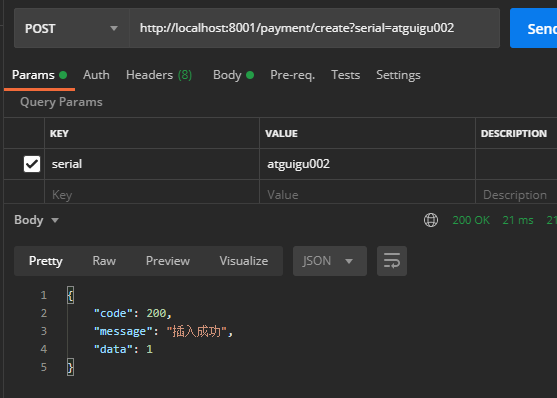 POST http://localhost:8001/payment/create?serial=atguigu002 Send
Params Auth Headers (8) Body Pre-req. Tests Settings
Query Params
KEY VALUE DESCRIPTION
serial atguigu002
Key Value Description
Body 200 OK 21 ms 21
Pretty Raw Preview Visualize JSON
1 {
2 "code": 200,
3 "message": "插入成功",
4 "data": 1
5 }